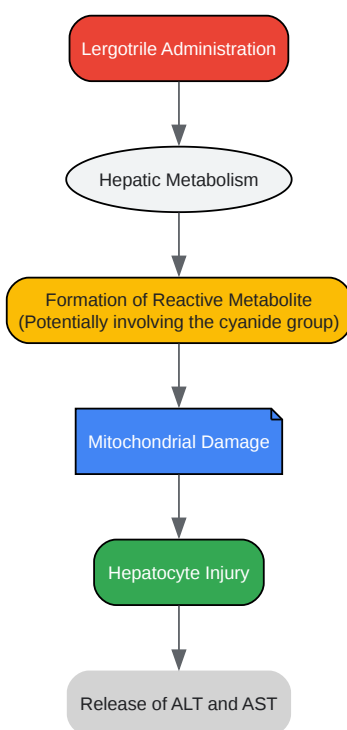 Lergotrile Administration
Hepatic Metabolism
Formation of Reactive Metabolite
(Potentially involving the cyanide group)
Mitochondrial Damage
Hepatocyte Injury
Release of ALT and AST